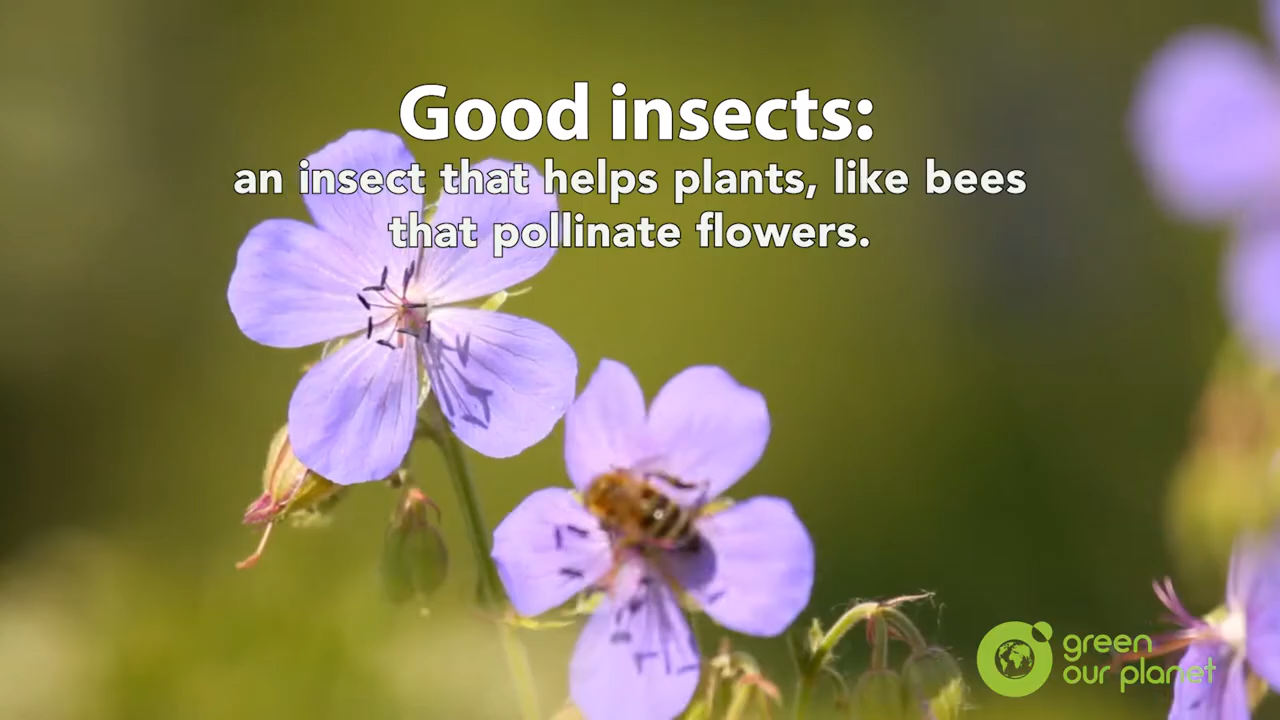 Good insects:
an insect that helps plants, like bees
that pollinate flowers.
green
our planet